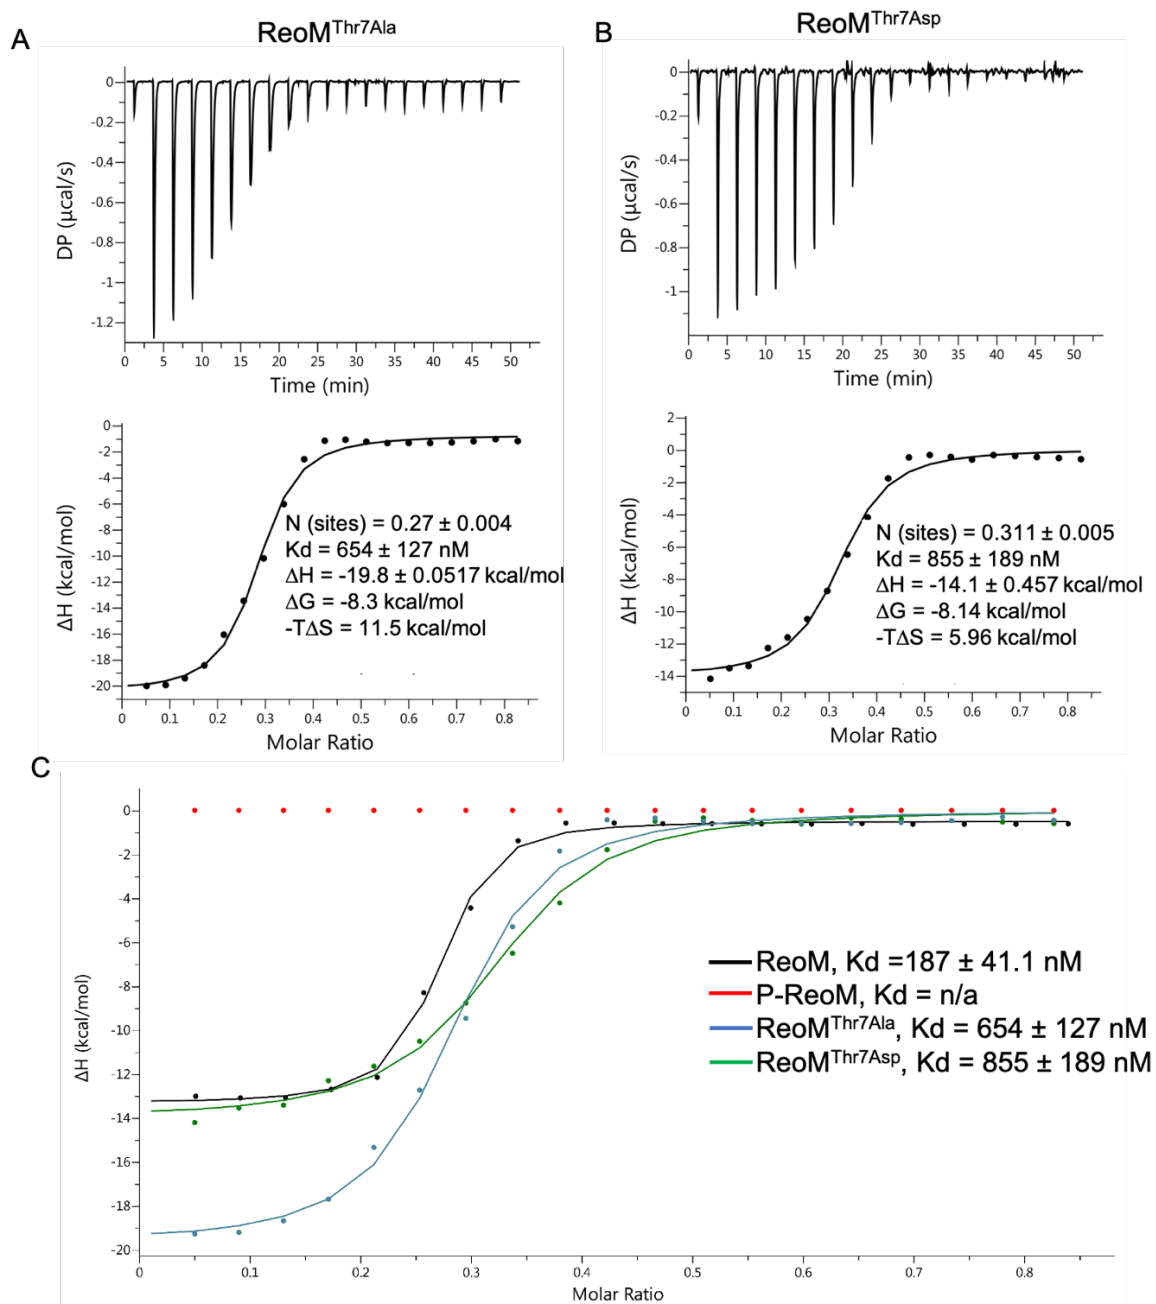 A
ReoM^Thr7Ala
0
-0.2
-0.4
-0.6
-0.8
-1
-1.2
DP (µcal/s)
0 5 10 15 20 25 30 35 40 45 50
Time (min)
0
-2
-4
-6
-8
-10
-12
-14
-16
-18
-20
ΔH (kcal/mol)
N (sites) = 0.27 ± 0.004
Kd = 654 ± 127 nM
ΔH = -19.8 ± 0.0517 kcal/mol
ΔG = -8.3 kcal/mol
-TΔS = 11.5 kcal/mol
0 0.1 0.2 0.3 0.4 0.5 0.6 0.7 0.8
Molar Ratio
B
ReoM^Thr7Asp
0
-0.2
-0.4
-0.6
-0.8
-1
DP (µcal/s)
0 5 10 15 20 25 30 35 40 45 50
Time (min)
2
0
-2
-4
-6
-8
-10
-12
-14
ΔH (kcal/mol)
N (sites) = 0.311 ± 0.005
Kd = 855 ± 189 nM
ΔH = -14.1 ± 0.457 kcal/mol
ΔG = -8.14 kcal/mol
-TΔS = 5.96 kcal/mol
0 0.1 0.2 0.3 0.4 0.5 0.6 0.7 0.8
Molar Ratio
C
0
-2
-4
-6
-8
-10
-12
-14
-16
-18
-20
ΔH (kcal/mol)
ReoM, Kd =187 ± 41.1 nM
P-ReoM, Kd = n/a
ReoM^Thr7Ala, Kd = 654 ± 127 nM
ReoM^Thr7Asp, Kd = 855 ± 189 nM
0 0.1 0.2 0.3 0.4 0.5 0.6 0.7 0.8
Molar Ratio